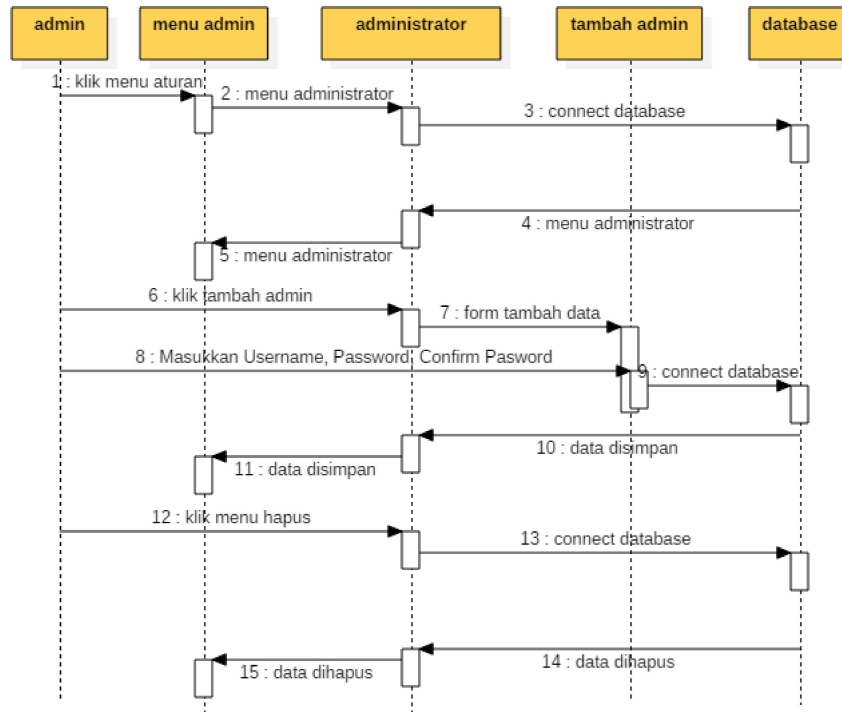 admin
menu admin
administrator
tambah admin
database
1 : klik menu aturan
2 : menu administrator
3 : connect database
4 : menu administrator
5 : menu administrator
6 : klik tambah admin
7 : form tambah data
8 : Masukkan Username, Password, Confirm Pasword
9 : connect database
10 : data disimpan
11 : data disimpan
12 : klik menu hapus
13 : connect database
14 : data dihapus
15 : data dihapus